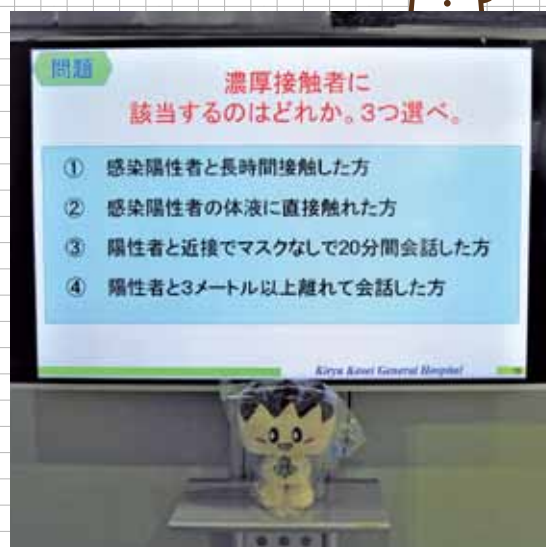 問題
濃厚接触者に
該当するのはどれか。3つ選べ。
① 感染陽性者と長時間接触した方
② 感染陽性者の体液に直接触れた方
③ 陽性者と近接でマスクなしで20分間会話した方
④ 陽性者と3メートル以上離れて会話した方
Kiryu Kosei General Hospital